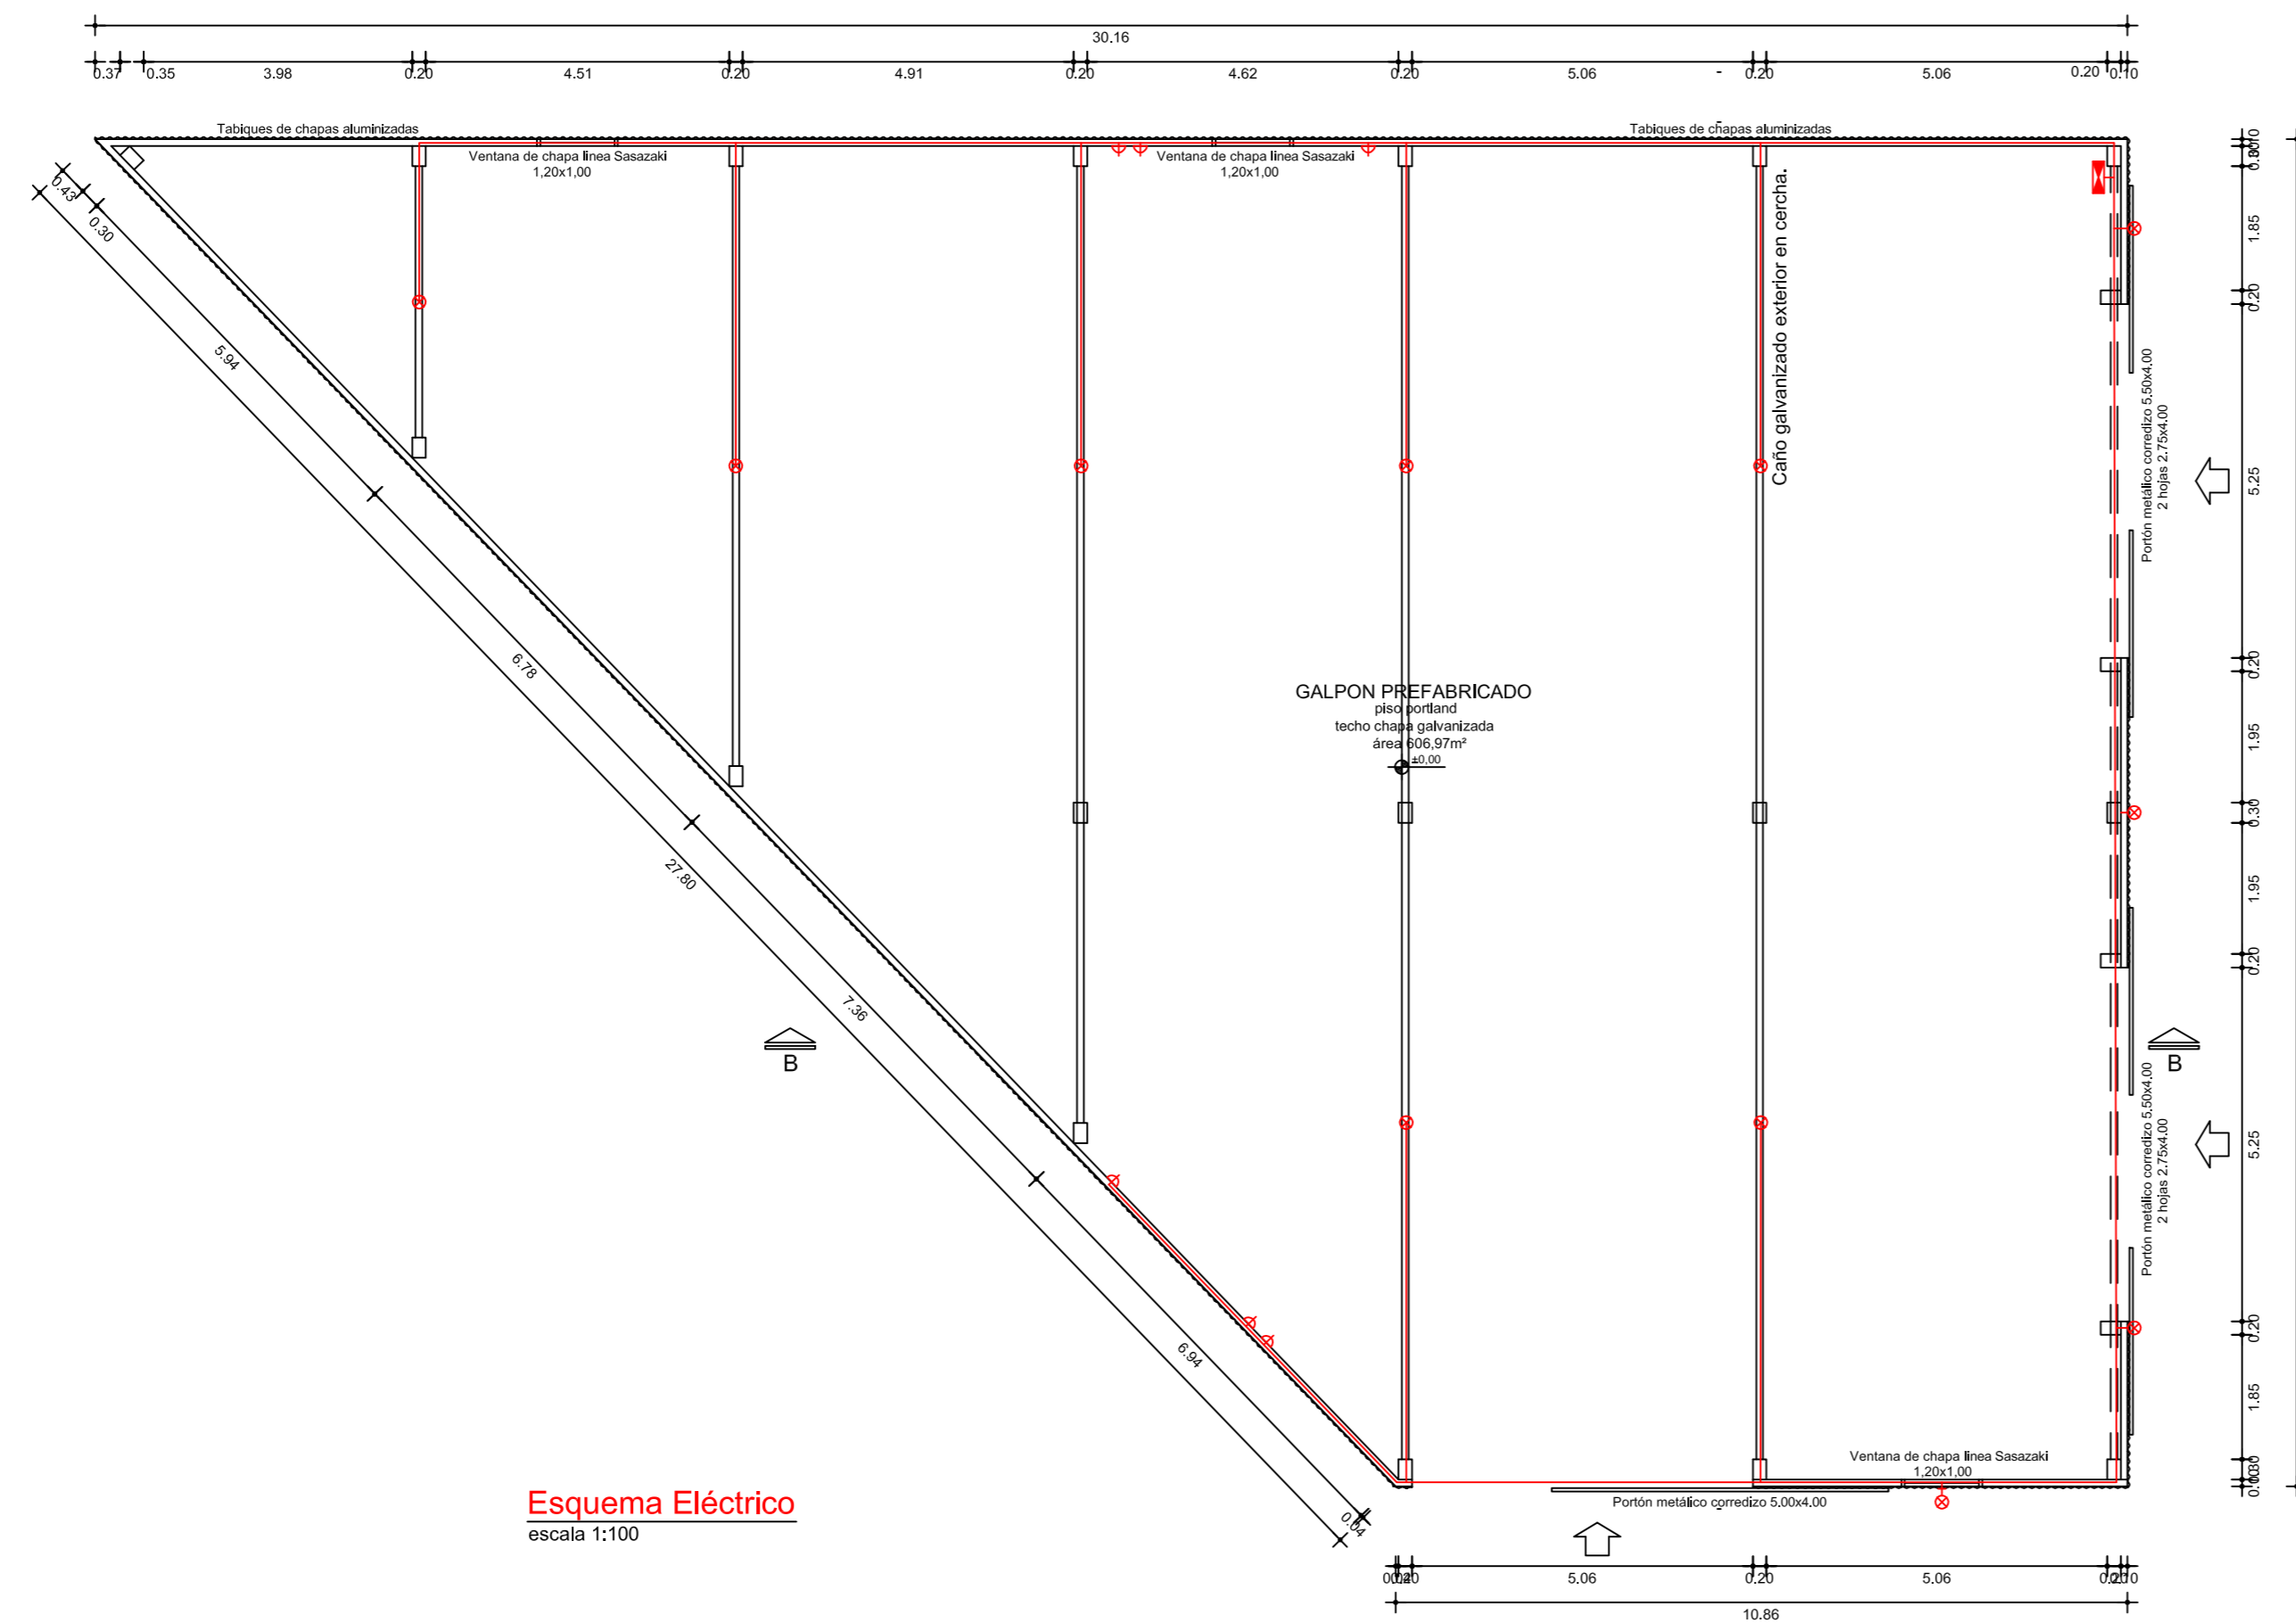 30.16
0.37 0.35 3.98 0.20 4.51 0.20 4.91 0.20 4.62 0.20 5.06 - 0.20 5.06 0.20 0.10
Tabiques de chapas aluminizadas
Tabiques de chapas aluminizadas
Ventana de chapa linea Sasazaki
1,20x1,00
Ventana de chapa linea Sasazaki
1,20x1,00
Caño galvanizado exterior en cercha.
0.43
0.30
5.94
6.78
27.80
7.36
6.94
0.04
1.85
0.20
5.25
0.20
1.95
0.30
1.95
0.20
5.25
0.20
1.85
Portón metálico corredizo 5.50x4.00
2 hojas 2.75x4.00
GALPON PREFABRICADO
piso portland
techo chapa galvanizada
área 606,97m²
±0,00
B
B
Portón metálico corredizo 5.50x4.00
2 hojas 2.75x4.00
Ventana de chapa linea Sasazaki
1,20x1,00
Portón metálico corredizo 5.00x4.00
Esquema Eléctrico
escala 1:100
5.06 0.20 5.06
10.86